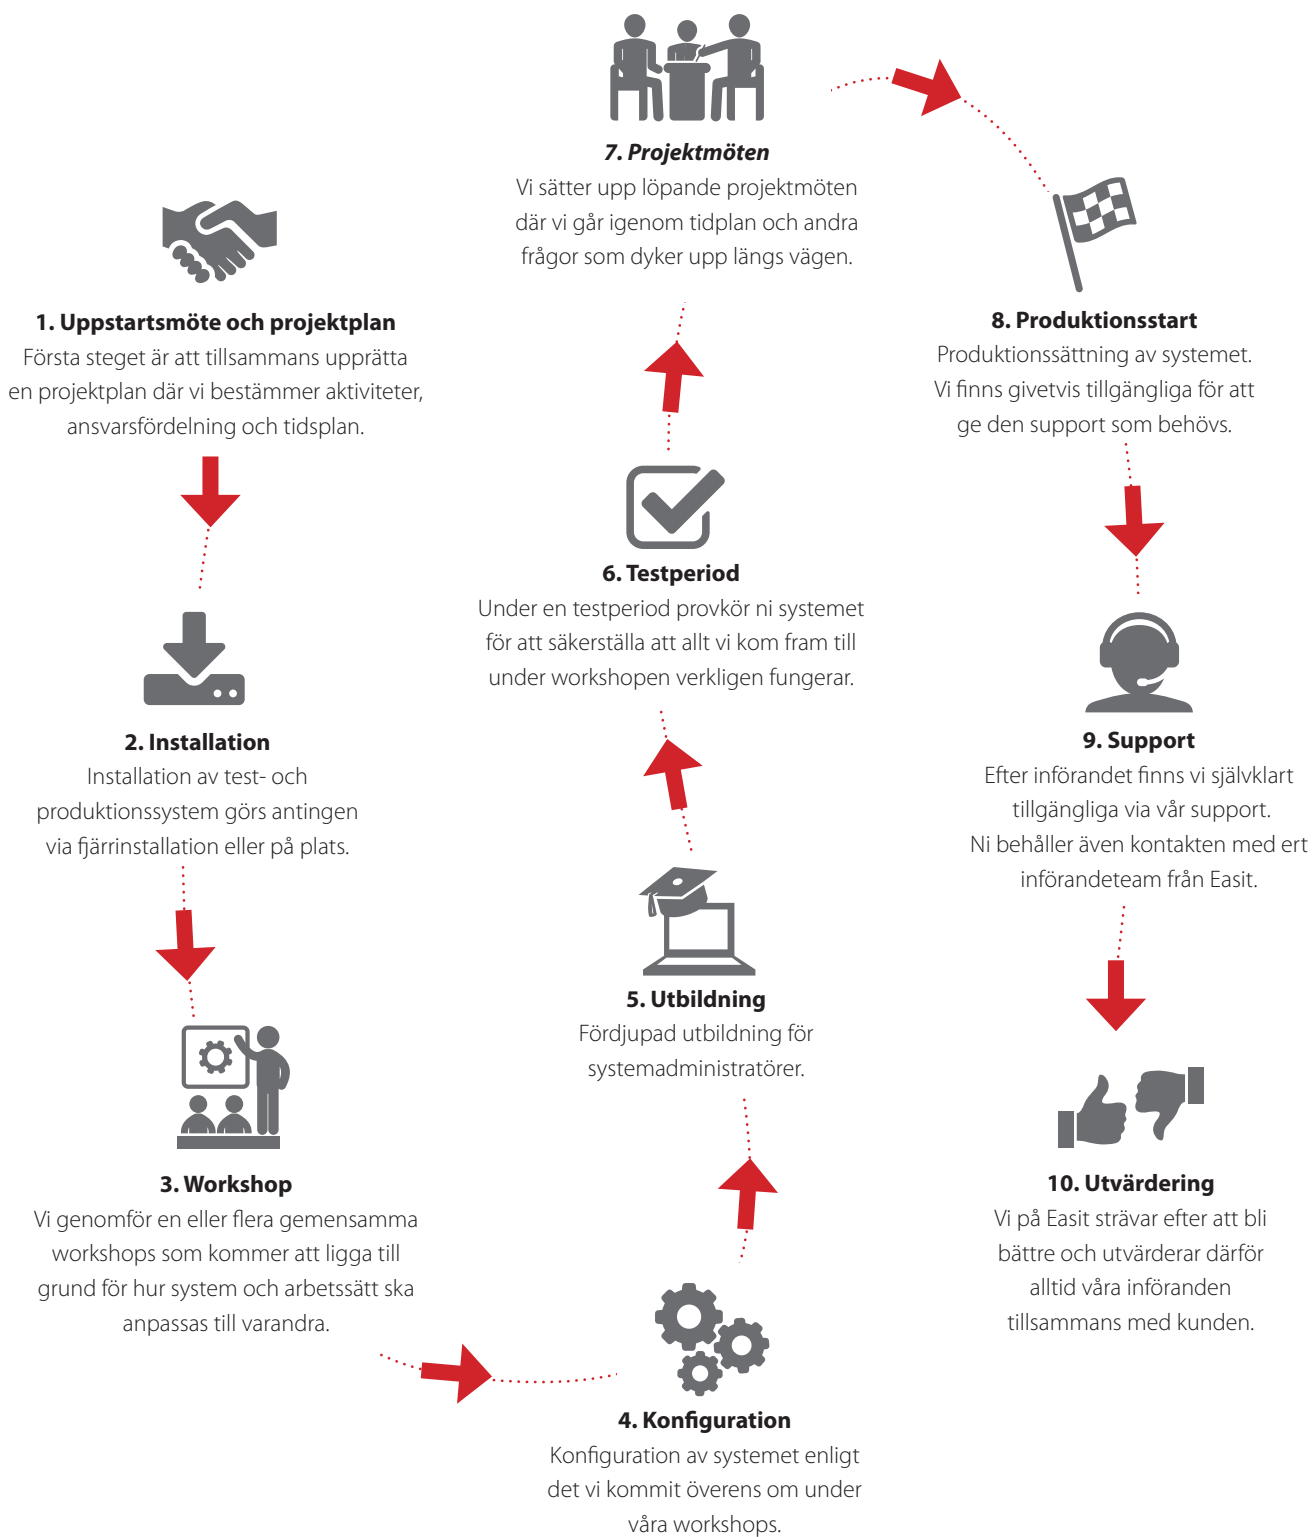 1. Uppstartsmöte och projektplan
Första steget är att tillsammans upprätta
en projektplan där vi bestämmer aktiviteter,
ansvarsfördelning och tidsplan.
2. Installation
Installation av test- och
produktionssystem görs antingen
via fjärrinstallation eller på plats.
3. Workshop
Vi genomför en eller flera gemensamma
workshops som kommer att ligga till
grund för hur system och arbetssätt ska
anpassas till varandra.
4. Konfiguration
Konfiguration av systemet enligt
det vi kommit överens om under
våra workshops.
5. Utbildning
Fördjupad utbildning för
systemadministratörer.
6. Testperiod
Under en testperiod provkör ni systemet
för att säkerställa att allt vi kom fram till
under workshopen verkligen fungerar.
7. Projektmöten
Vi sätter upp löpande projektmöten
där vi går igenom tidplan och andra
frågor som dyker upp längs vägen.
8. Produktionsstart
Produktionssättning av systemet.
Vi finns givetvis tillgängliga för att
ge den support som behövs.
9. Support
Efter införandet finns vi självklart
tillgängliga via vår support.
Ni behåller även kontakten med ert
införandeteam från Easit.
10. Utvärdering
Vi på Easit strävar efter att bli
bättre och utvärderar därför
alltid våra införanden
tillsammans med kunden.